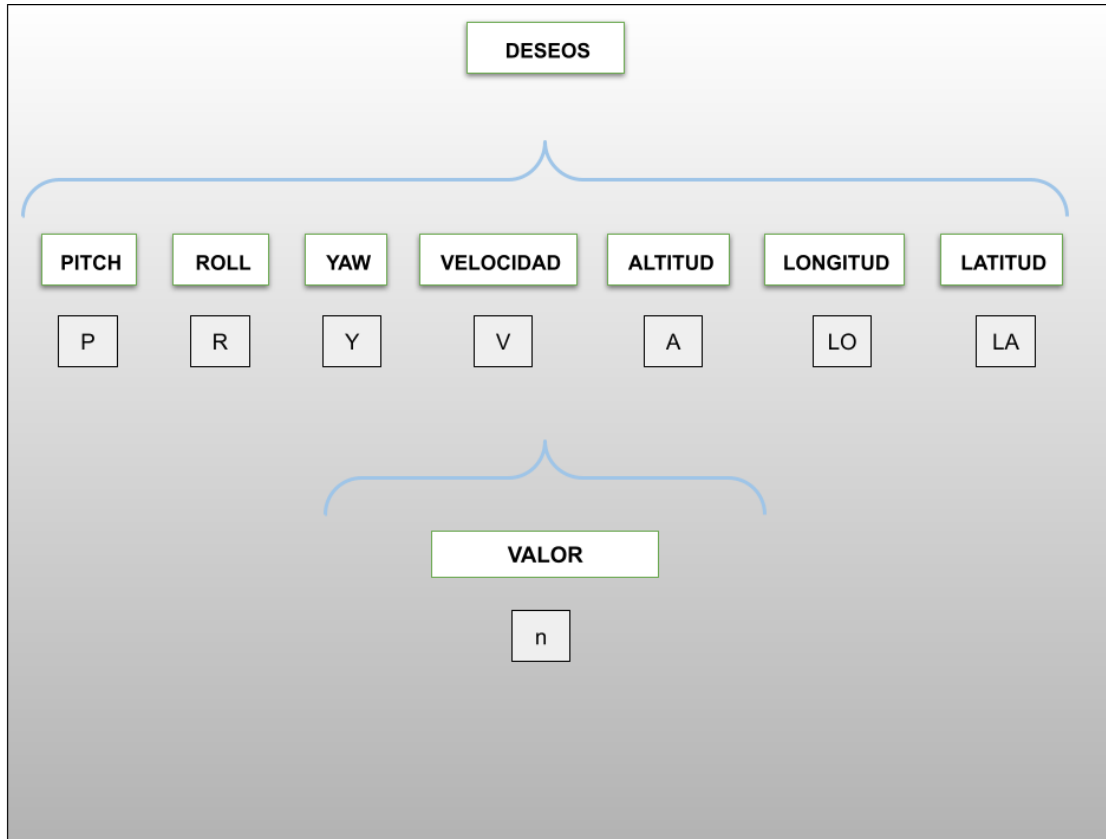 DESEOS
PITCH ROLL YAW VELOCIDAD ALTITUD LONGITUD LATITUD
P R Y V A LO LA
VALOR
n